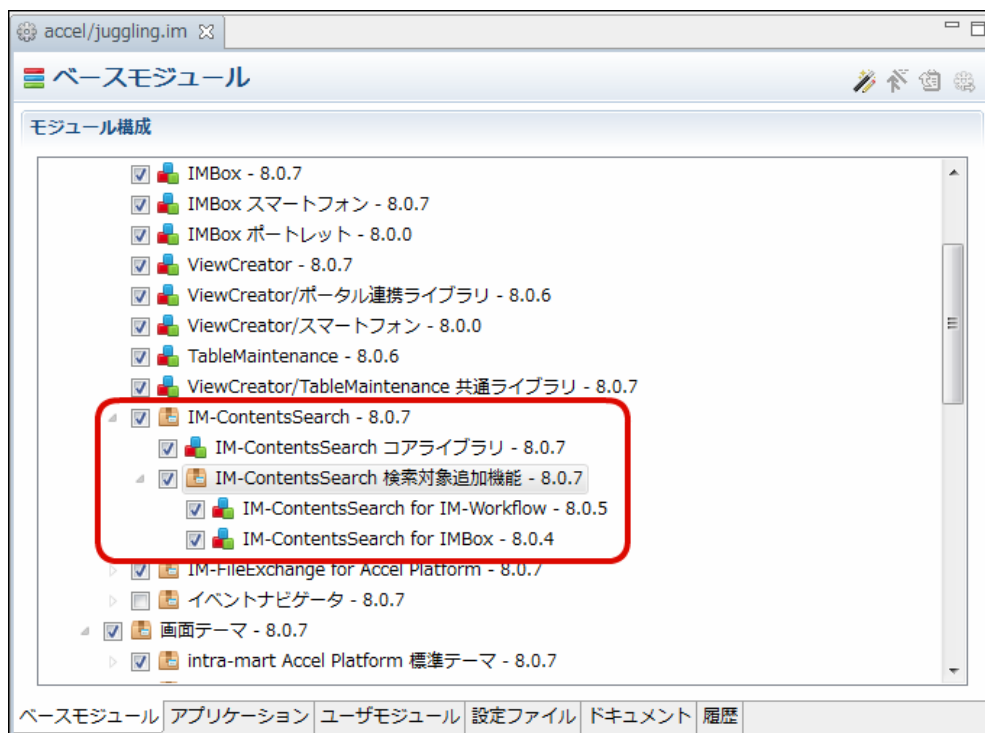 accel/juggling.im
ベースモジュール
モジュール構成
IMBox - 8.0.7
IMBox スマートフォン - 8.0.7
IMBox ポートレット - 8.0.0
ViewCreator - 8.0.7
ViewCreator/ポータル連携ライブラリ - 8.0.6
ViewCreator/スマートフォン - 8.0.0
TableMaintenance - 8.0.6
ViewCreator/TableMaintenance 共通ライブラリ - 8.0.7
IM-ContentsSearch - 8.0.7
IM-ContentsSearch コアライブラリ - 8.0.7
IM-ContentsSearch 検索対象追加機能 - 8.0.7
IM-ContentsSearch for IM-Workflow - 8.0.5
IM-ContentsSearch for IMBox - 8.0.4
IM-FileExchange for Accel Platform - 8.0.7
イベントナビゲータ - 8.0.7
画面テーマ - 8.0.7
intra-mart Accel Platform 標準テーマ - 8.0.7
ベースモジュール アプリケーション ユーザモジュール 設定ファイル ドキュメント 履歴